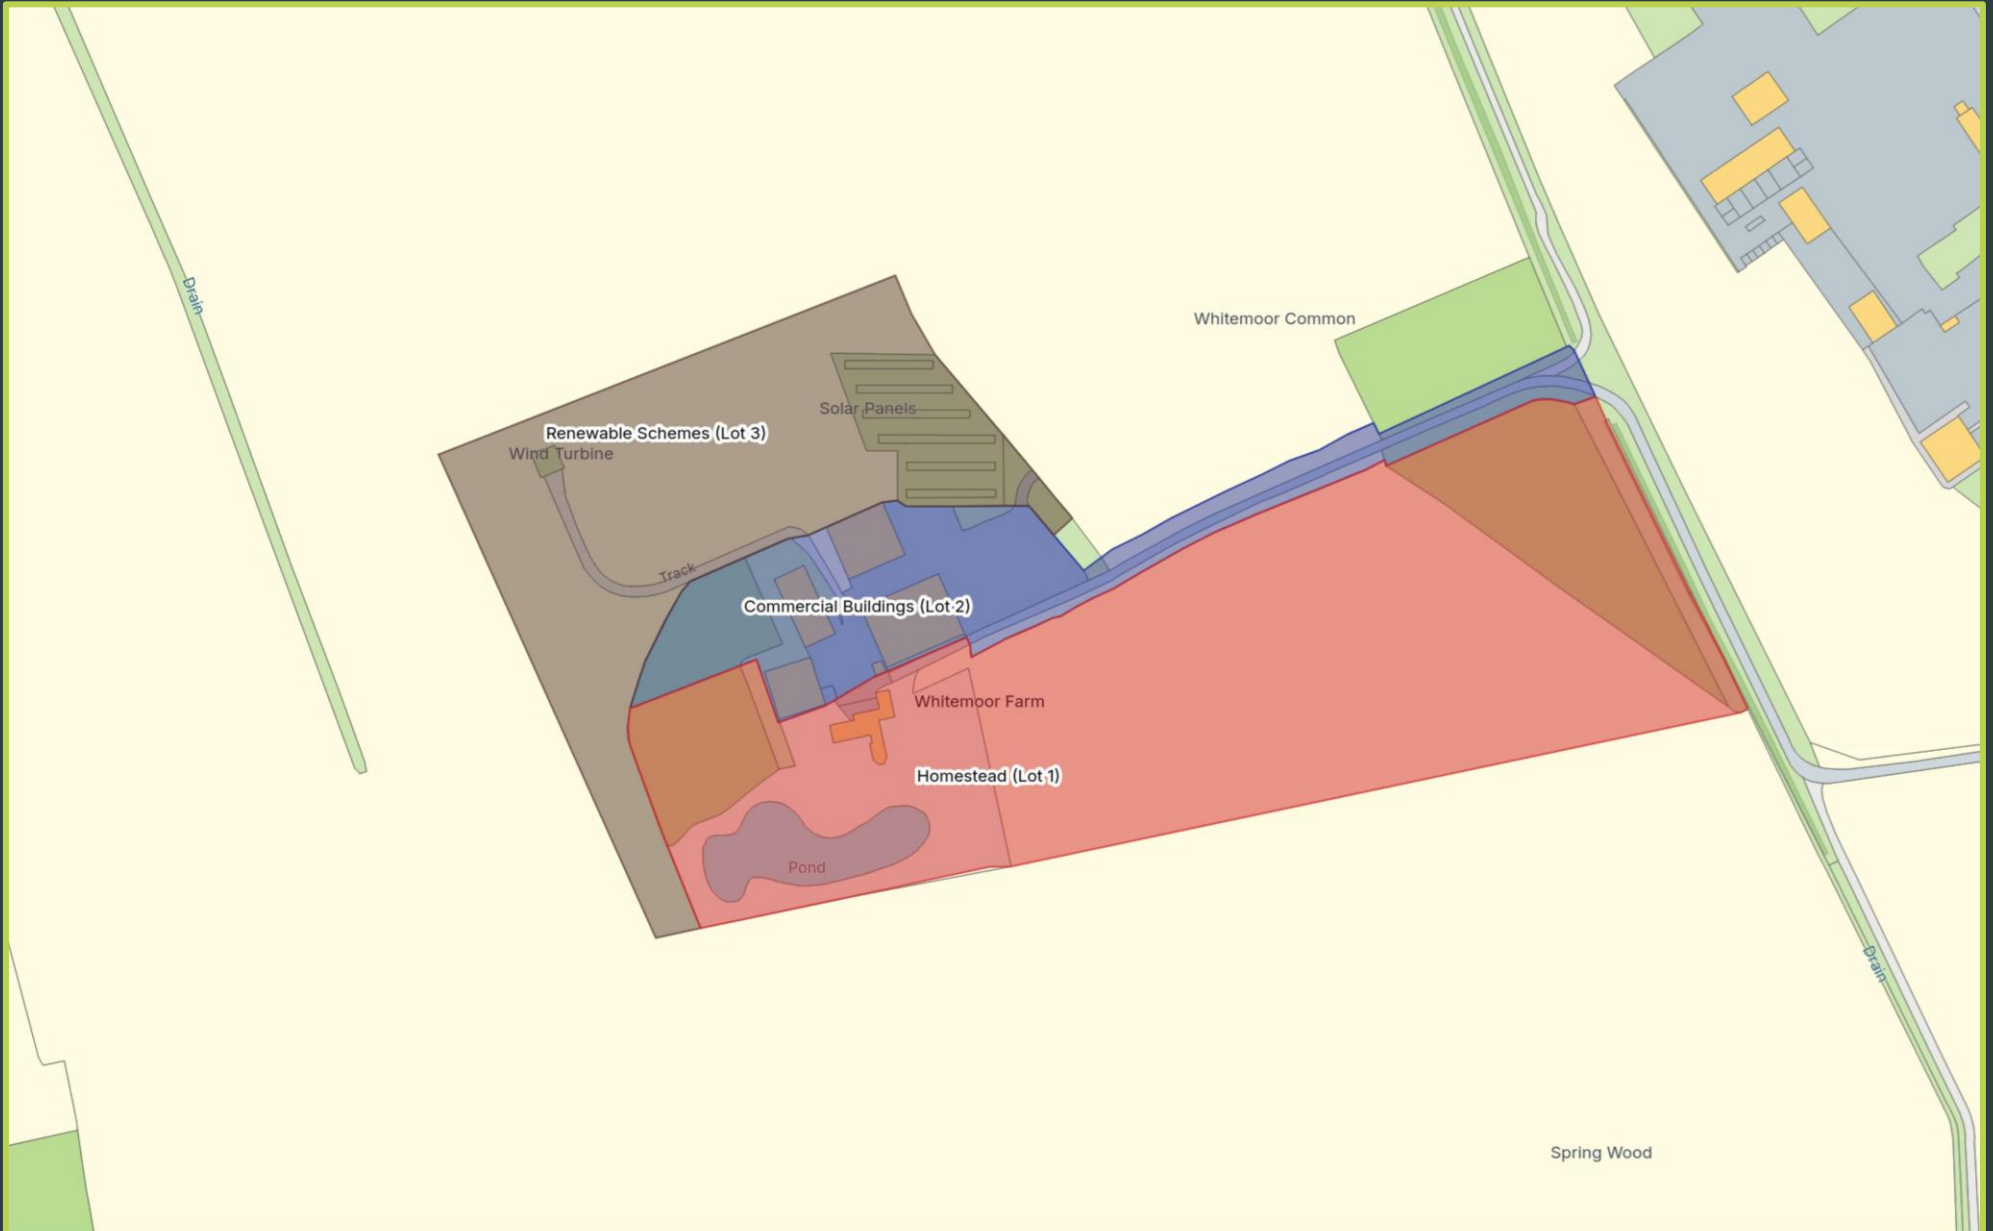 Drain
Whitemoor Common
Solar Panels
Renewable Schemes (Lot 3)
Wind Turbine
Track
Commercial Buildings (Lot 2)
Whitemoor Farm
Homestead (Lot 1)
Pond
Drain
Spring Wood